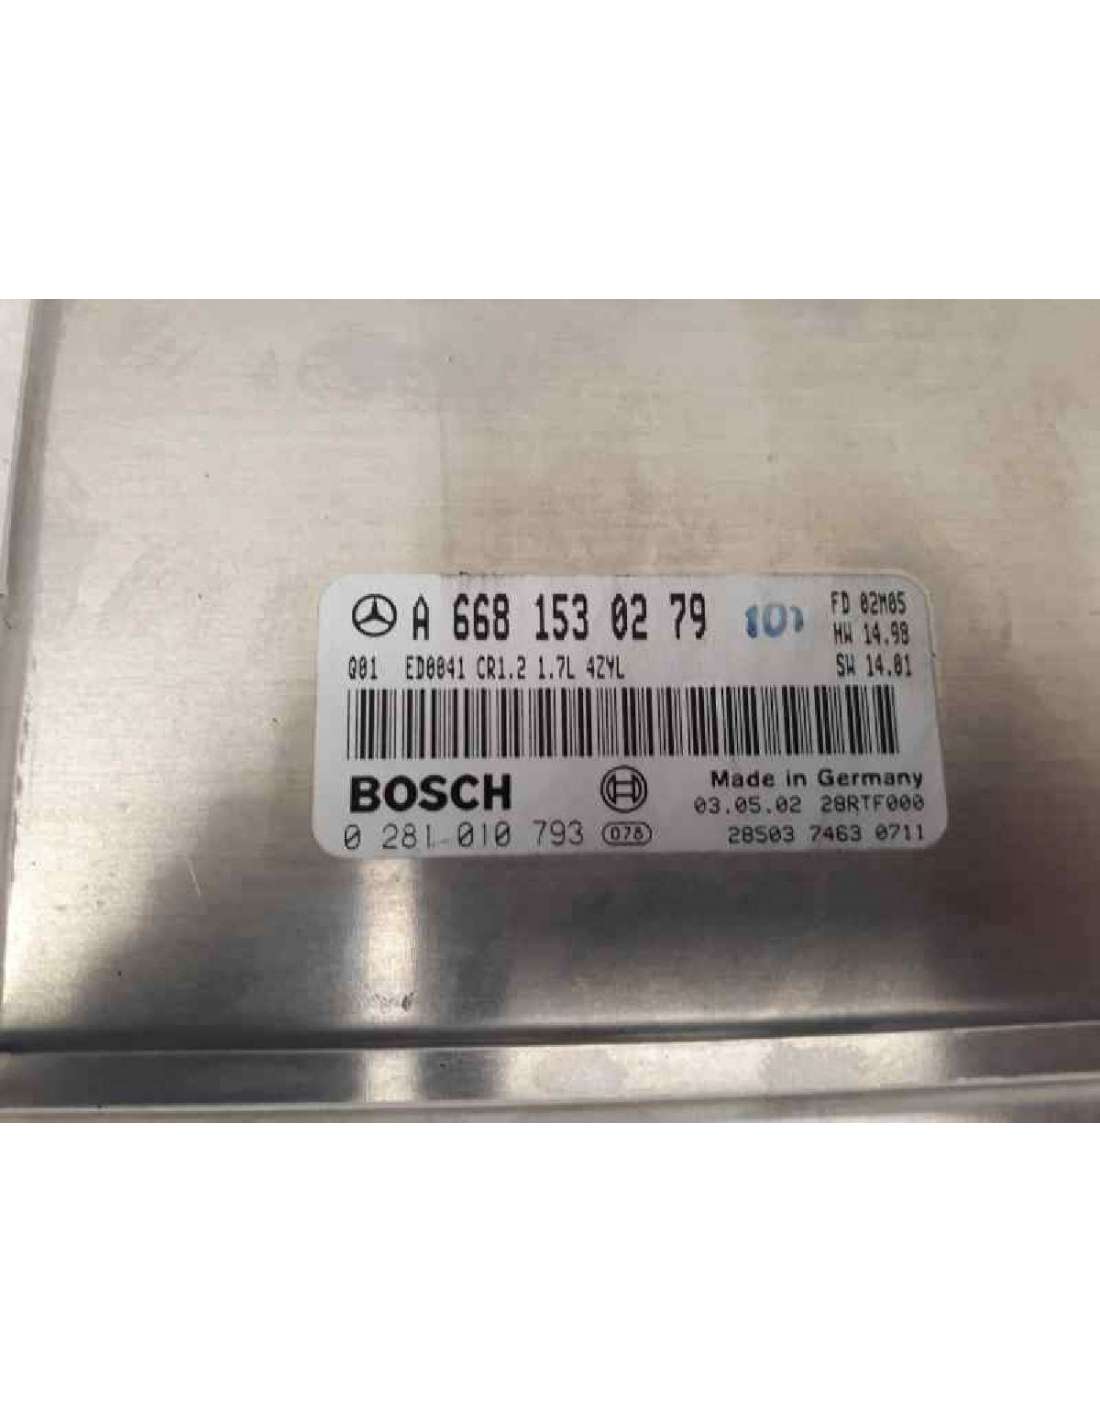 A 668 153 02 79 101 FD 02M05
HW 14.98
Q01 ED0041 CR1.2 1.7L 4ZYL SW 14.01
BOSCH Made in Germany
03.05.02 28RTF000
0 281 010 793 078 28503 7463 0711